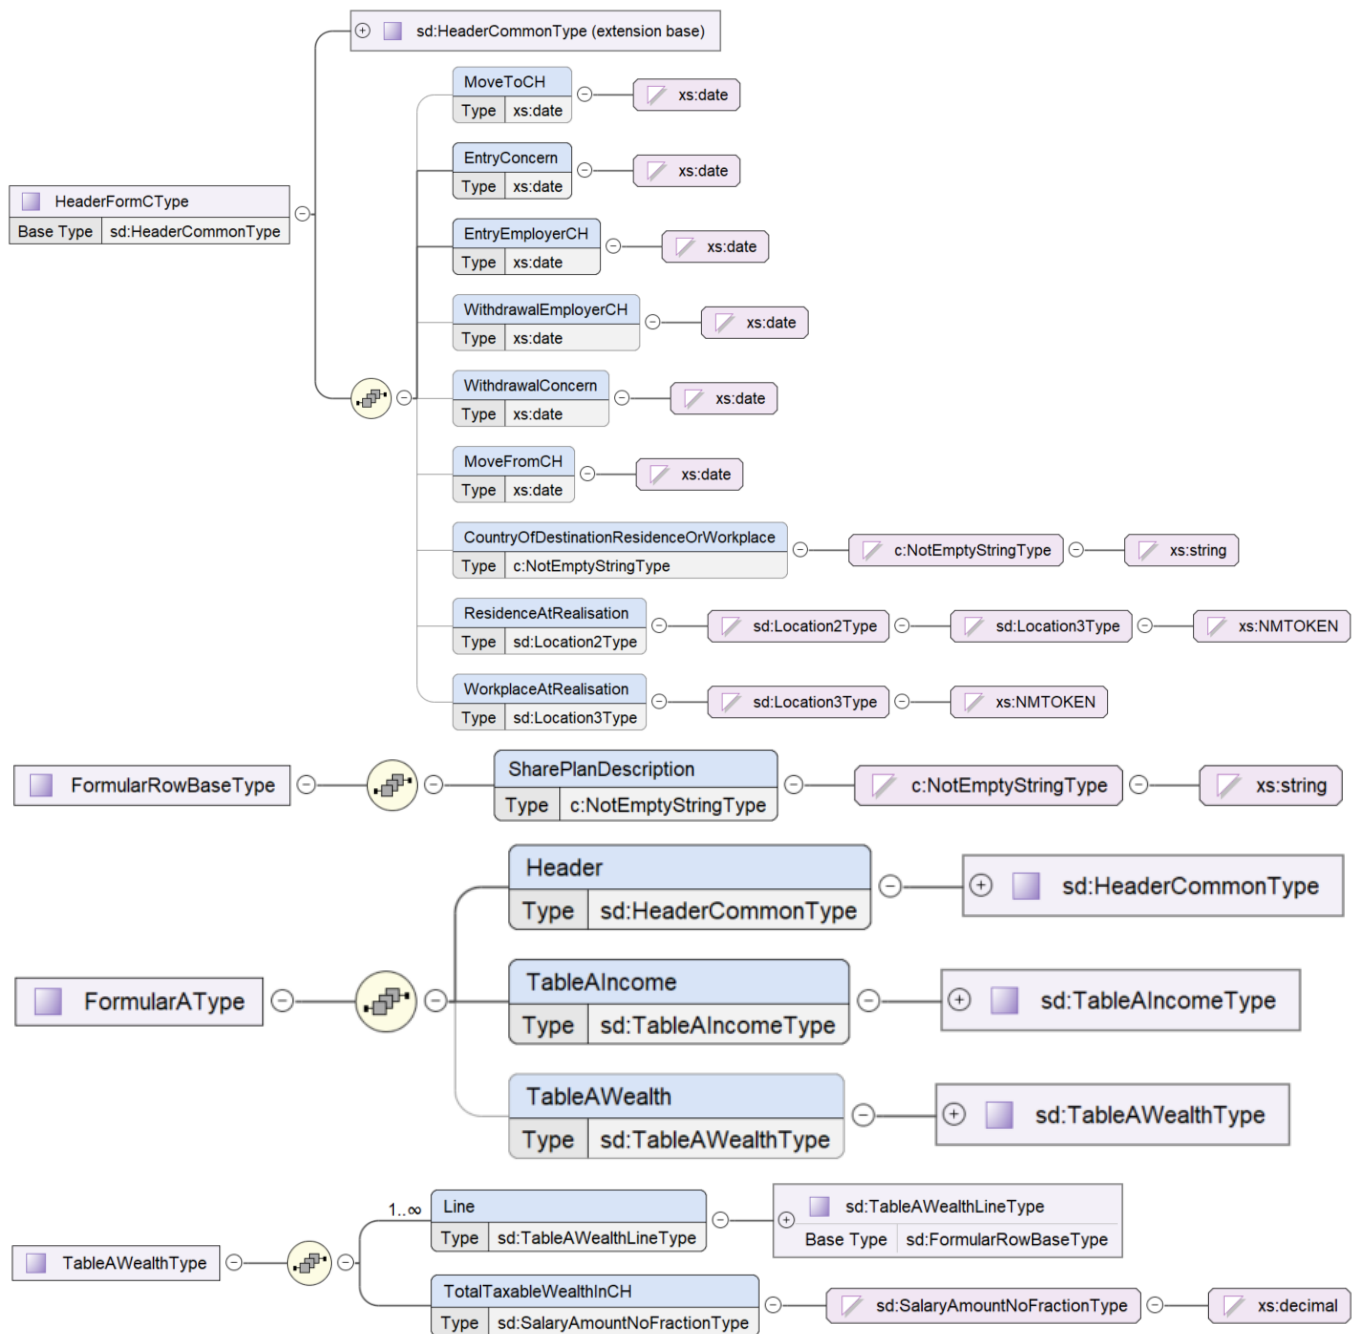 sd:HeaderCommonType (extension base)
MoveToCH
Type xs:date
xs:date
EntryConcern
Type xs:date
xs:date
HeaderFormCType
Base Type sd:HeaderCommonType
EntryEmployerCH
Type xs:date
xs:date
WithdrawalEmployerCH
Type xs:date
xs:date
WithdrawalConcern
Type xs:date
xs:date
MoveFromCH
Type xs:date
xs:date
CountryOfDestinationResidenceOrWorkplace
Type c:NotEmptyStringType
c:NotEmptyStringType
xs:string
ResidenceAtRealisation
Type sd:Location2Type
sd:Location2Type
sd:Location3Type
xs:NMTOKEN
WorkplaceAtRealisation
Type sd:Location3Type
sd:Location3Type
xs:NMTOKEN
FormularRowBaseType
SharePlanDescription
Type c:NotEmptyStringType
c:NotEmptyStringType
xs:string
Header
Type sd:HeaderCommonType
sd:HeaderCommonType
FormularAType
TableAIncome
Type sd:TableAIncomeType
sd:TableAIncomeType
TableAWealth
Type sd:TableAWealthType
sd:TableAWealthType
1..∞
Line
Type sd:TableAWealthLineType
sd:TableAWealthLineType
Base Type sd:FormularRowBaseType
TableAWealthType
TotalTaxableWealthInCH
Type sd:SalaryAmountNoFractionType
sd:SalaryAmountNoFractionType
xs:decimal